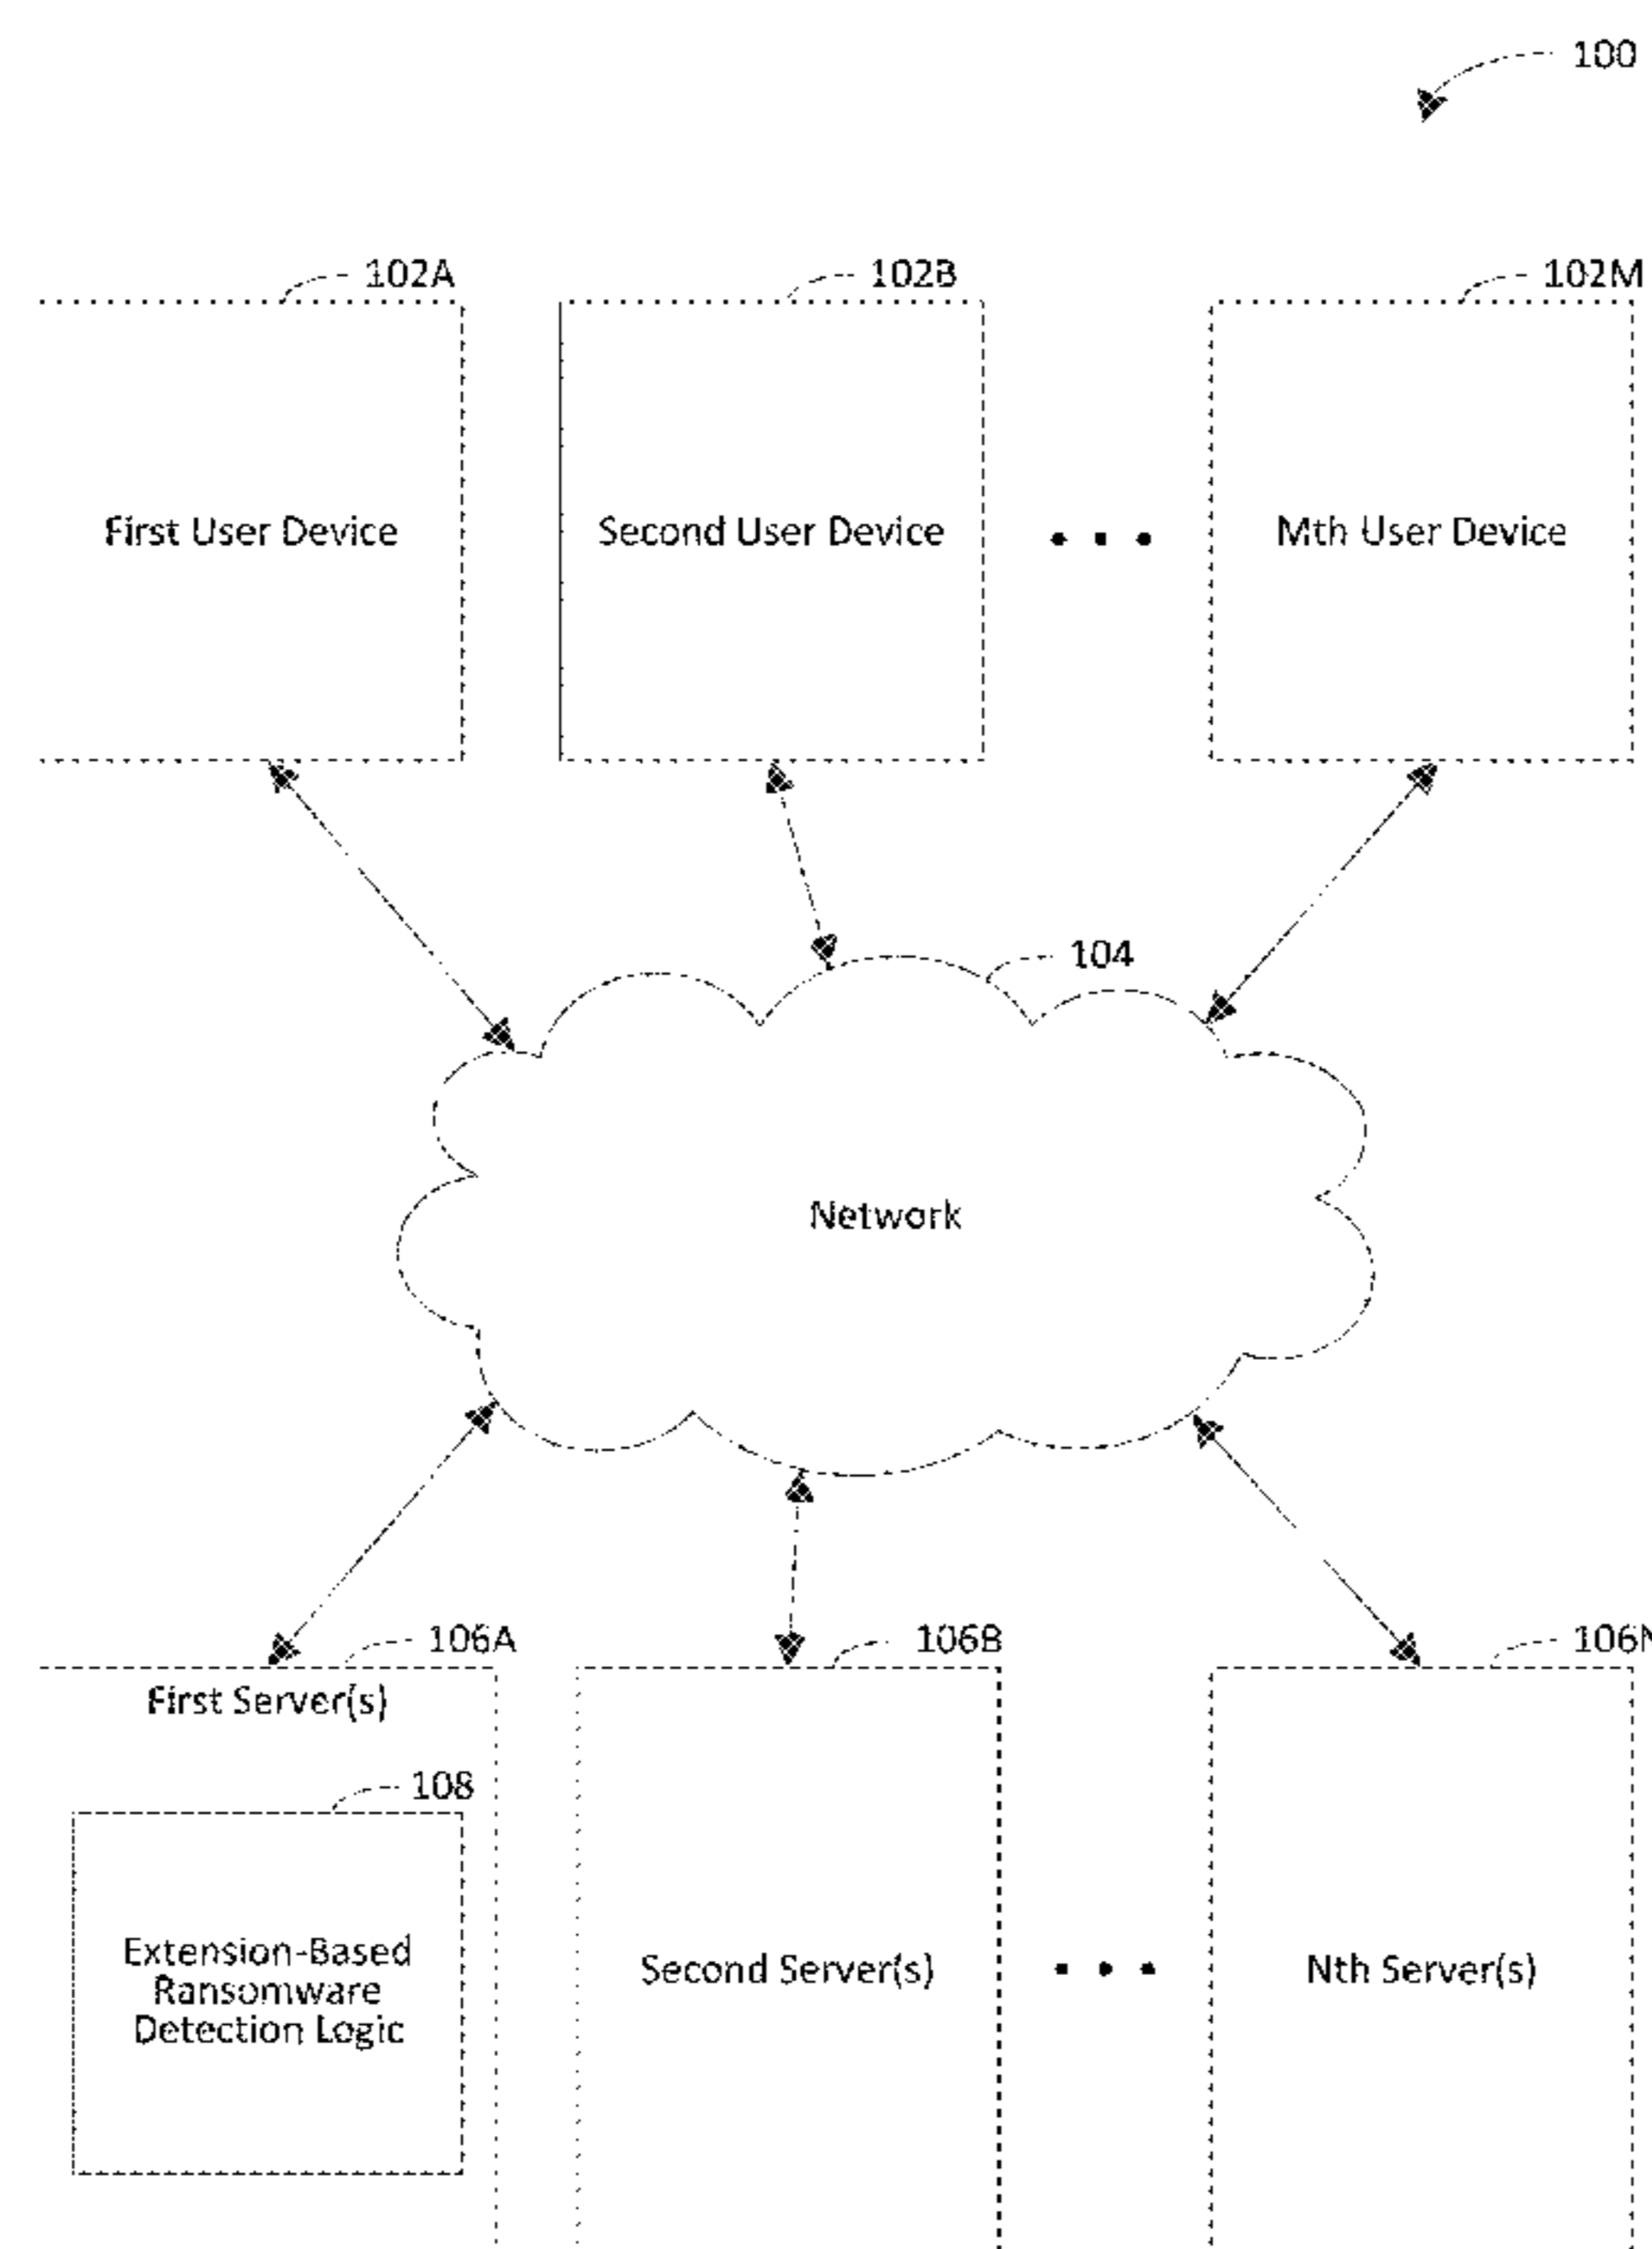 100
102A
102B
102M
First User Device
Second User Device
• • •
Mth User Device
104
Network
106A
106B
106N
First Server(s)
108
Extension-Based
Ransomware
Detection Logic
Second Server(s)
• • •
Nth Server(s)